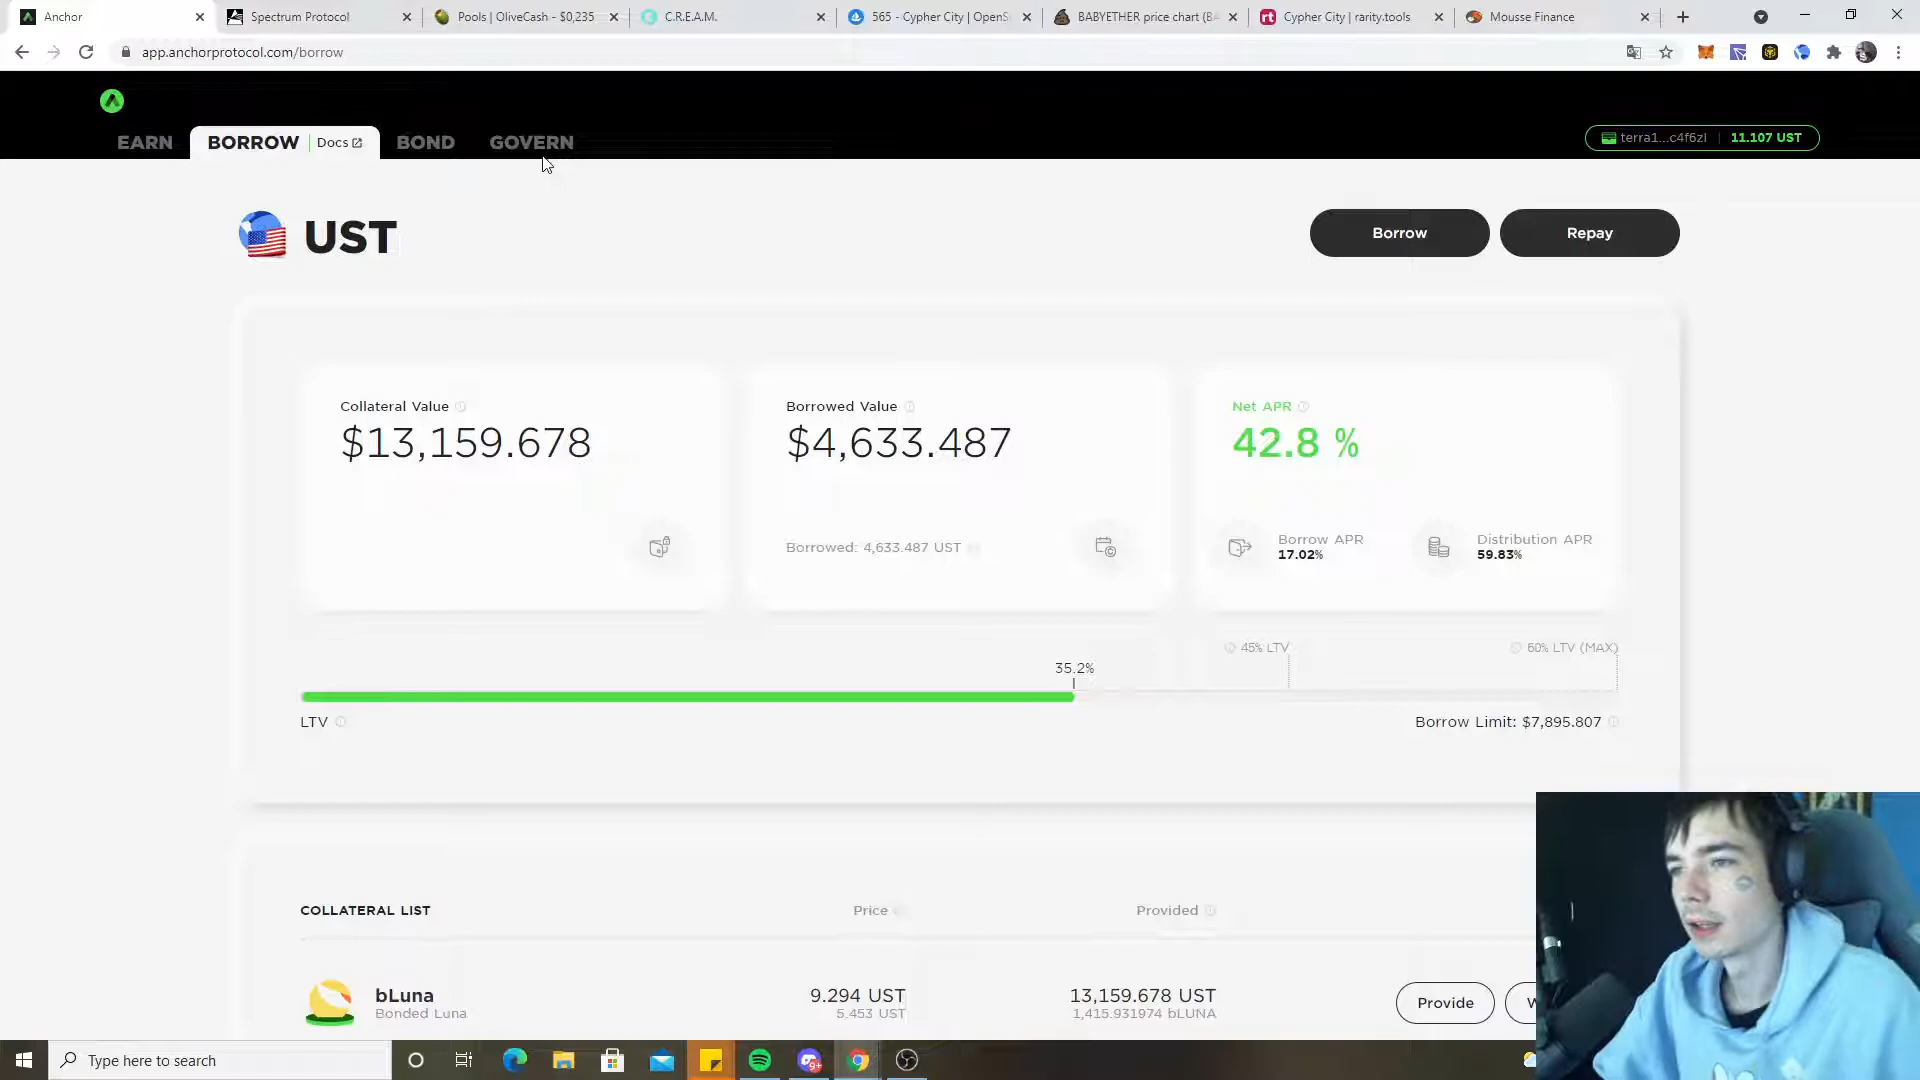 Anchor
Spectrum Protocol
Pools | OliveCash - $0,235
C.R.E.A.M.
565 - Cypher City | OpenS
BABYETHER price chart (BA
Cypher City | rarity.tools
Mousse Finance
app.anchorprotocol.com/borrow
EARN
BORROW
Docs
BOND
GOVERN
terra1...c4f6zl
11.107 UST
UST
Borrow
Repay
Collateral Value
$13,159.678
Borrowed Value
$4,633.487
Borrowed: 4,633.487 UST
Net APR
42.8 %
Borrow APR
17.02%
Distribution APR
59.83%
45% LTV
60% LTV (MAX)
35.2%
LTV
Borrow Limit: $7,895.807
COLLATERAL LIST
Price
Provided
bLuna
Bonded Luna
9.294 UST
5.453 UST
13,159.678 UST
1,415.931974 bLUNA
Provide
W
Type here to search
9+